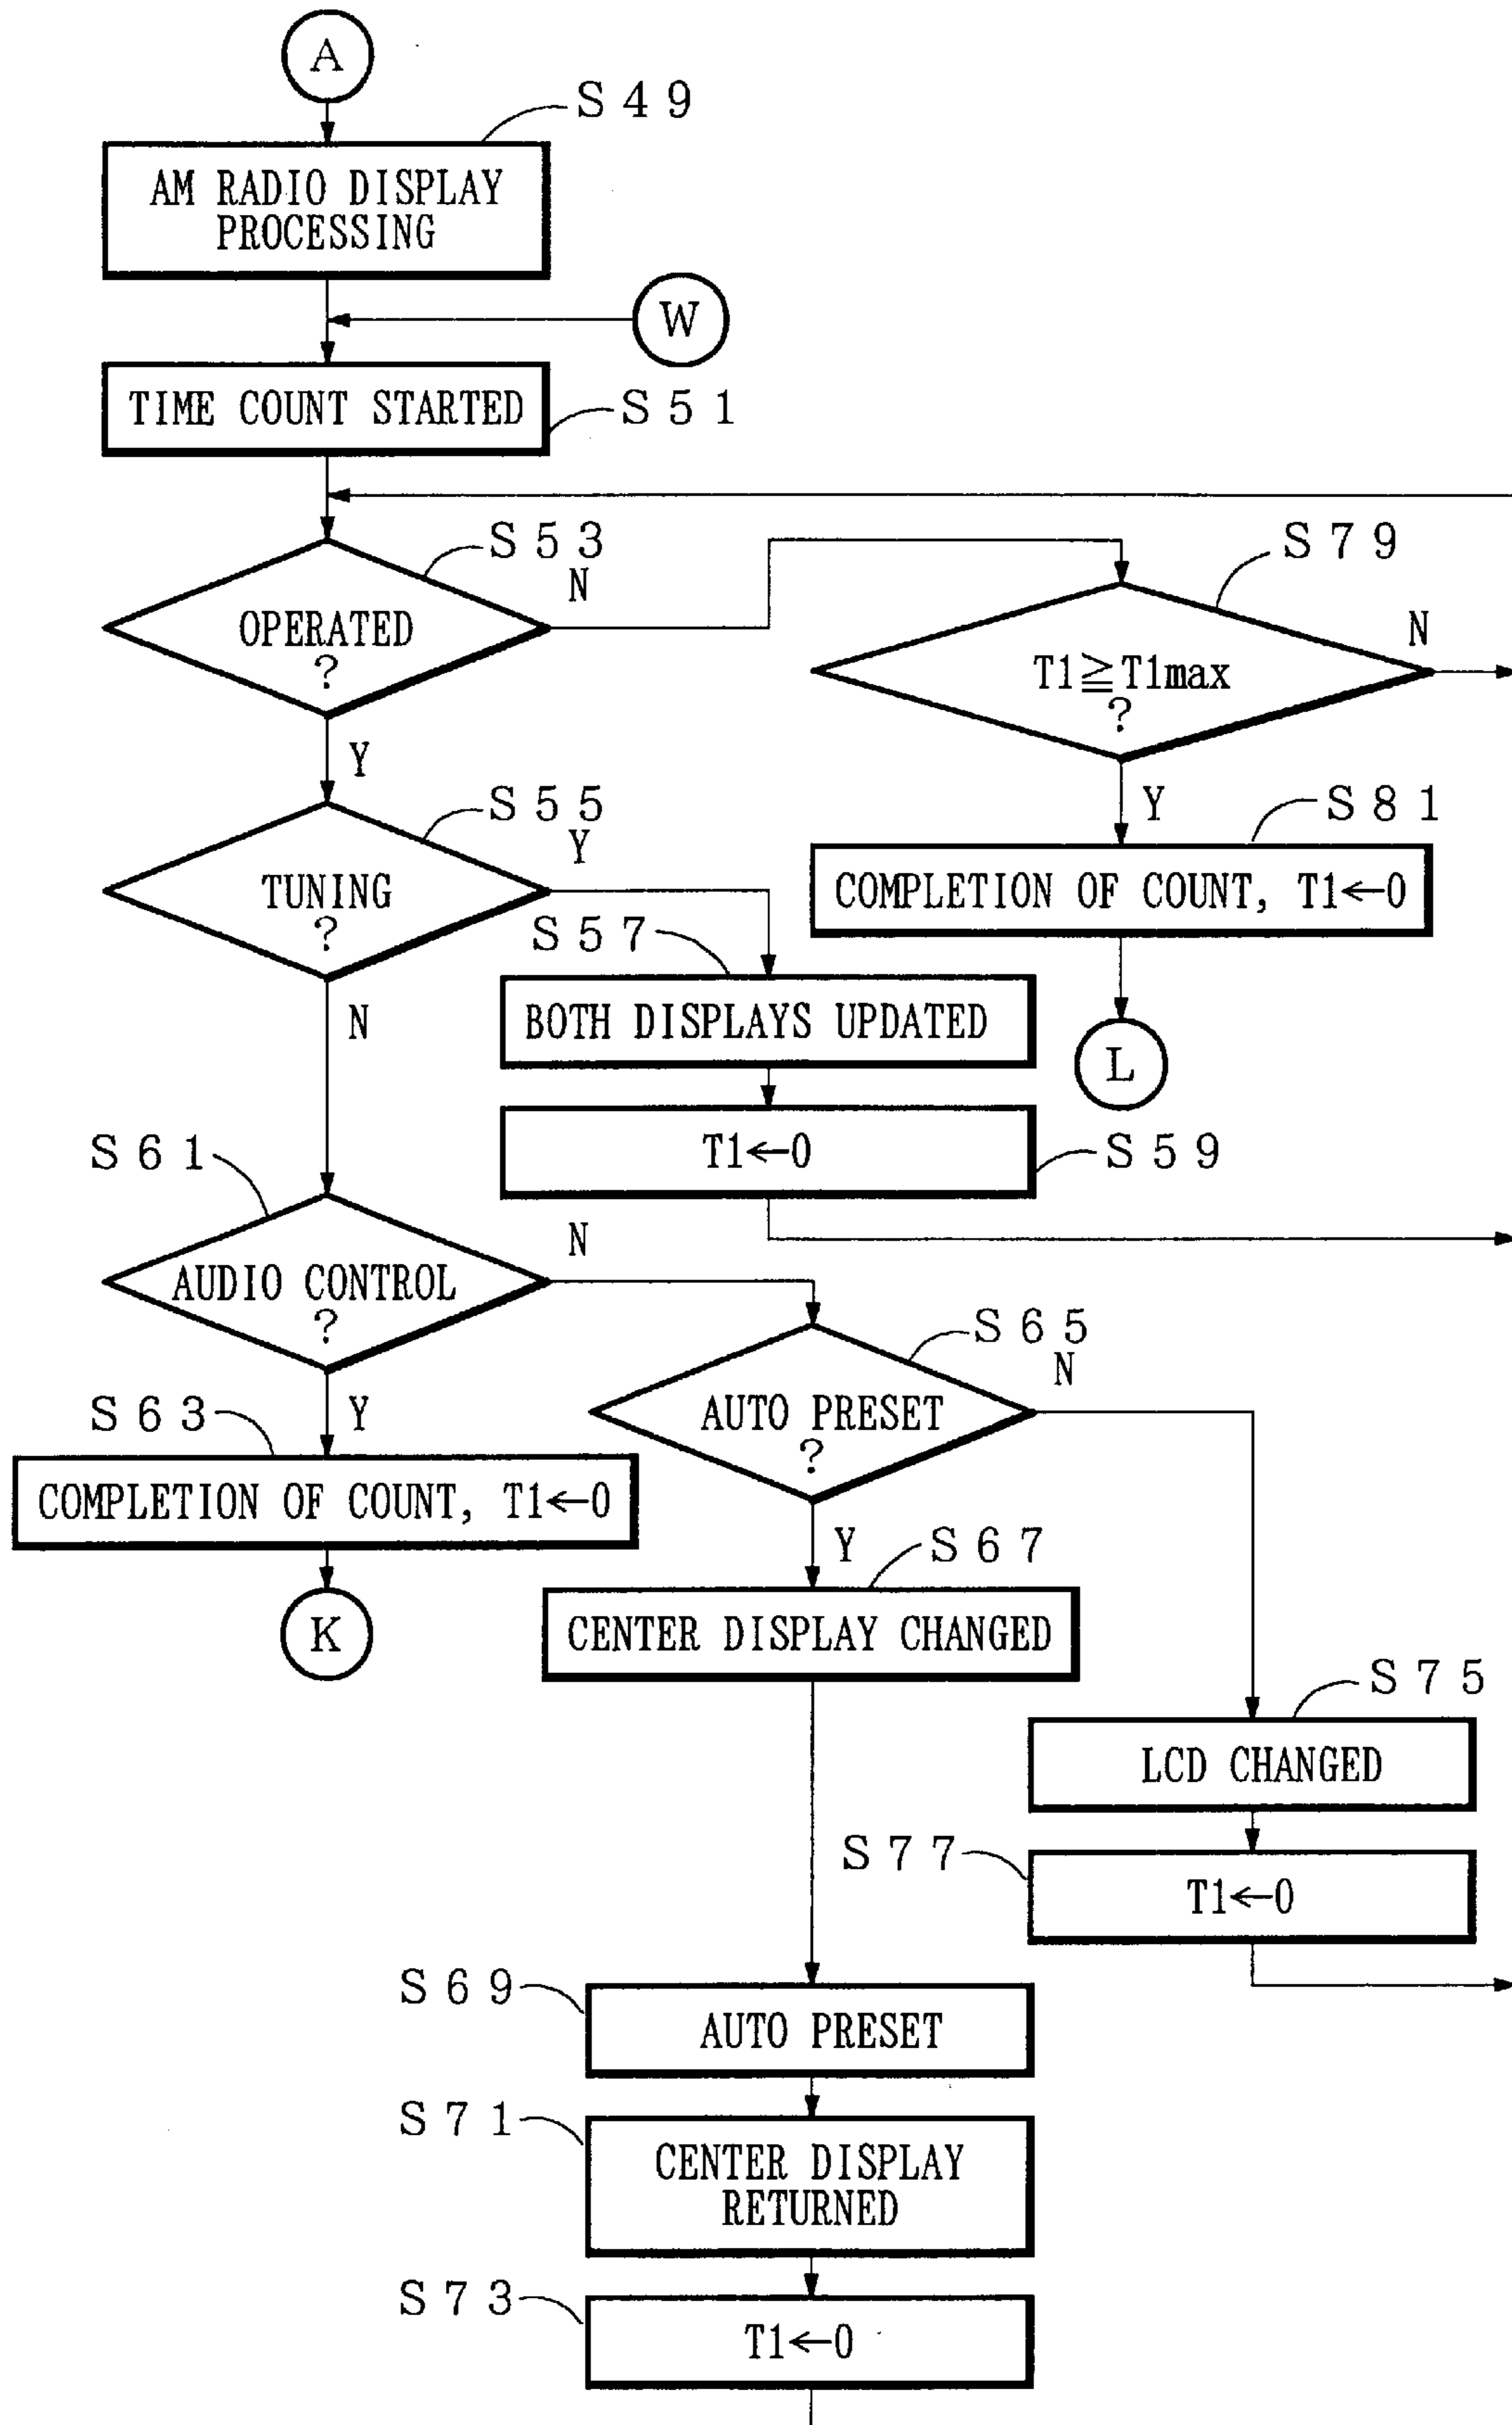 A
S49
AM RADIO DISPLAY
PROCESSING
W
TIME COUNT STARTED
S51
S53
N
OPERATED
?
Y
S79
N
T1≧T1max
?
Y
S81
COMPLETION OF COUNT, T1←0
L
S55
Y
TUNING
?
N
S57
BOTH DISPLAYS UPDATED
T1←0
S59
S61
N
AUDIO CONTROL
?
Y
S63
COMPLETION OF COUNT, T1←0
K
S65
N
AUTO PRESET
?
Y
S67
CENTER DISPLAY CHANGED
S75
LCD CHANGED
S77
T1←0
S69
AUTO PRESET
S71
CENTER DISPLAY
RETURNED
S73
T1←0